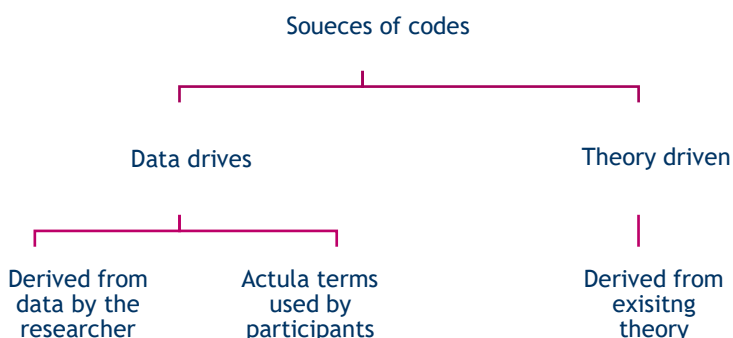 Soueces of codes
Data drives
Theory driven
Derived from
data by the
researcher
Actula terms
used by
participants
Derived from
exisitng
theory